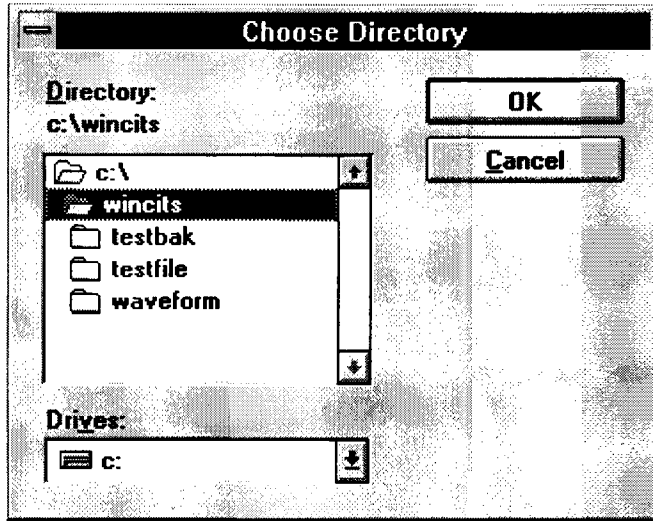 Choose Directory
Directory:
c:\wincits
OK
Cancel
c:\
wincits
testbak
testfile
waveform
Drives:
c: